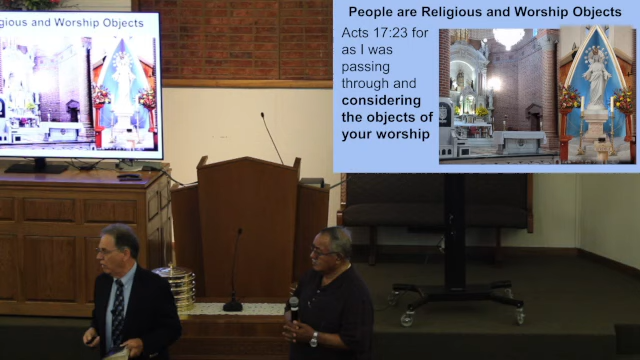 gious and Worship Objects
People are Religious and Worship Objects
Acts 17:23 for
as I was
passing
through and
considering
the objects of
your worship